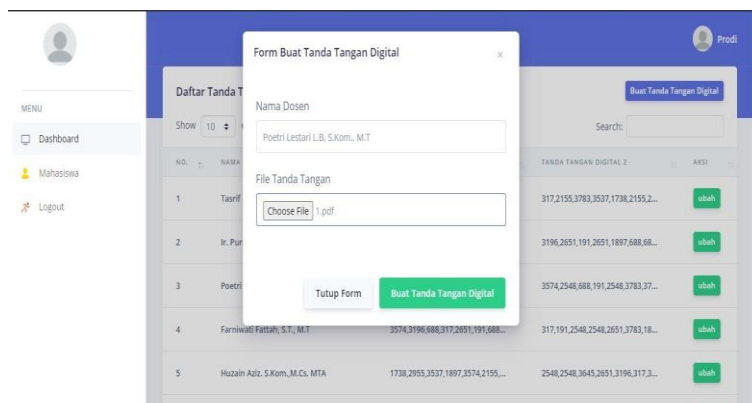 Prodi
MENU
Dashboard
Mahasiswa
Logout
Daftar Tanda T
Buat Tanda Tangan Digital
Show 10
Search:
NO. NAMA TANDA TANGAN DIGITAL 2 AKSI
1 Tasrif 317,2155,3783,3537,1738,2155,2... ubah
2 Ir. Pur 3196,2651,191,2651,1897,688,68... ubah
3 Poetri 3574,2548,688,191,2548,3783,37... ubah
4 Farniwati Fattah, S.T., M.T 3574,3196,688,317,2651,191,688... 317,191,2548,2548,2651,3783,18... ubah
5 Huzain Aziz. S.Kom.,M.Cs. MTA 1738,2955,3537,1897,3574,2155,... 2548,2548,3645,2651,3196,317,3... ubah
Form Buat Tanda Tangan Digital ×
Nama Dosen
Poetri Lestari L.B, S.Kom., M.T
File Tanda Tangan
Choose File 1.pdf
Tutup Form Buat Tanda Tangan Digital